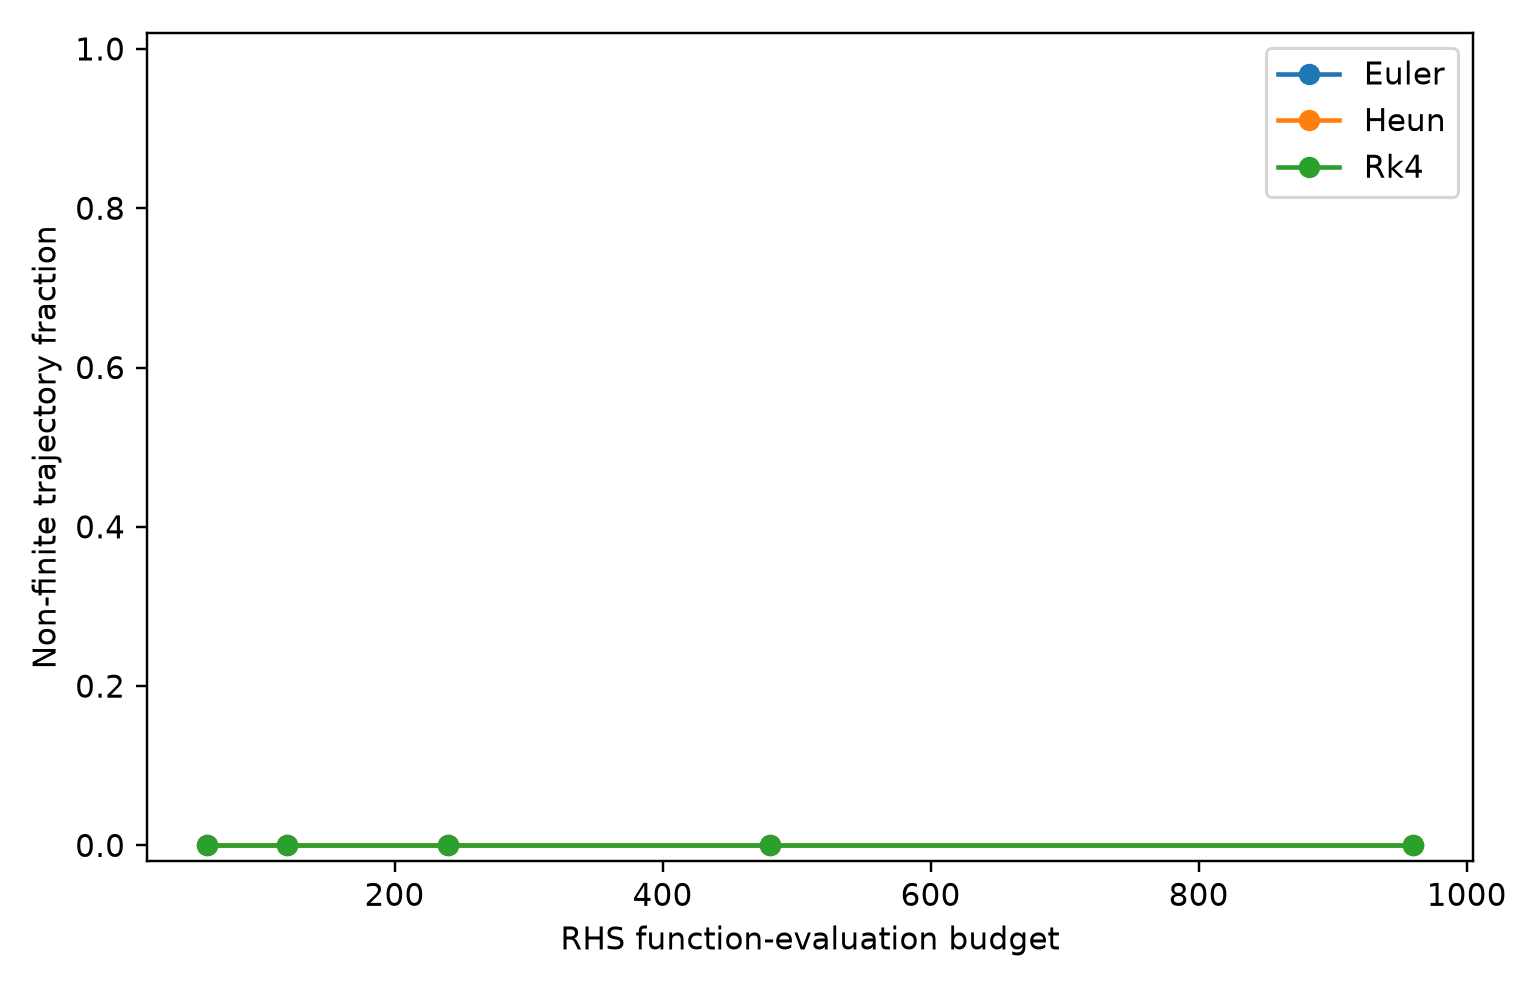 1.0
0.8
0.6
0.4
0.2
0.0
Non-finite trajectory fraction
Euler
Heun
Rk4
200
400
600
800
1000
RHS function-evaluation budget